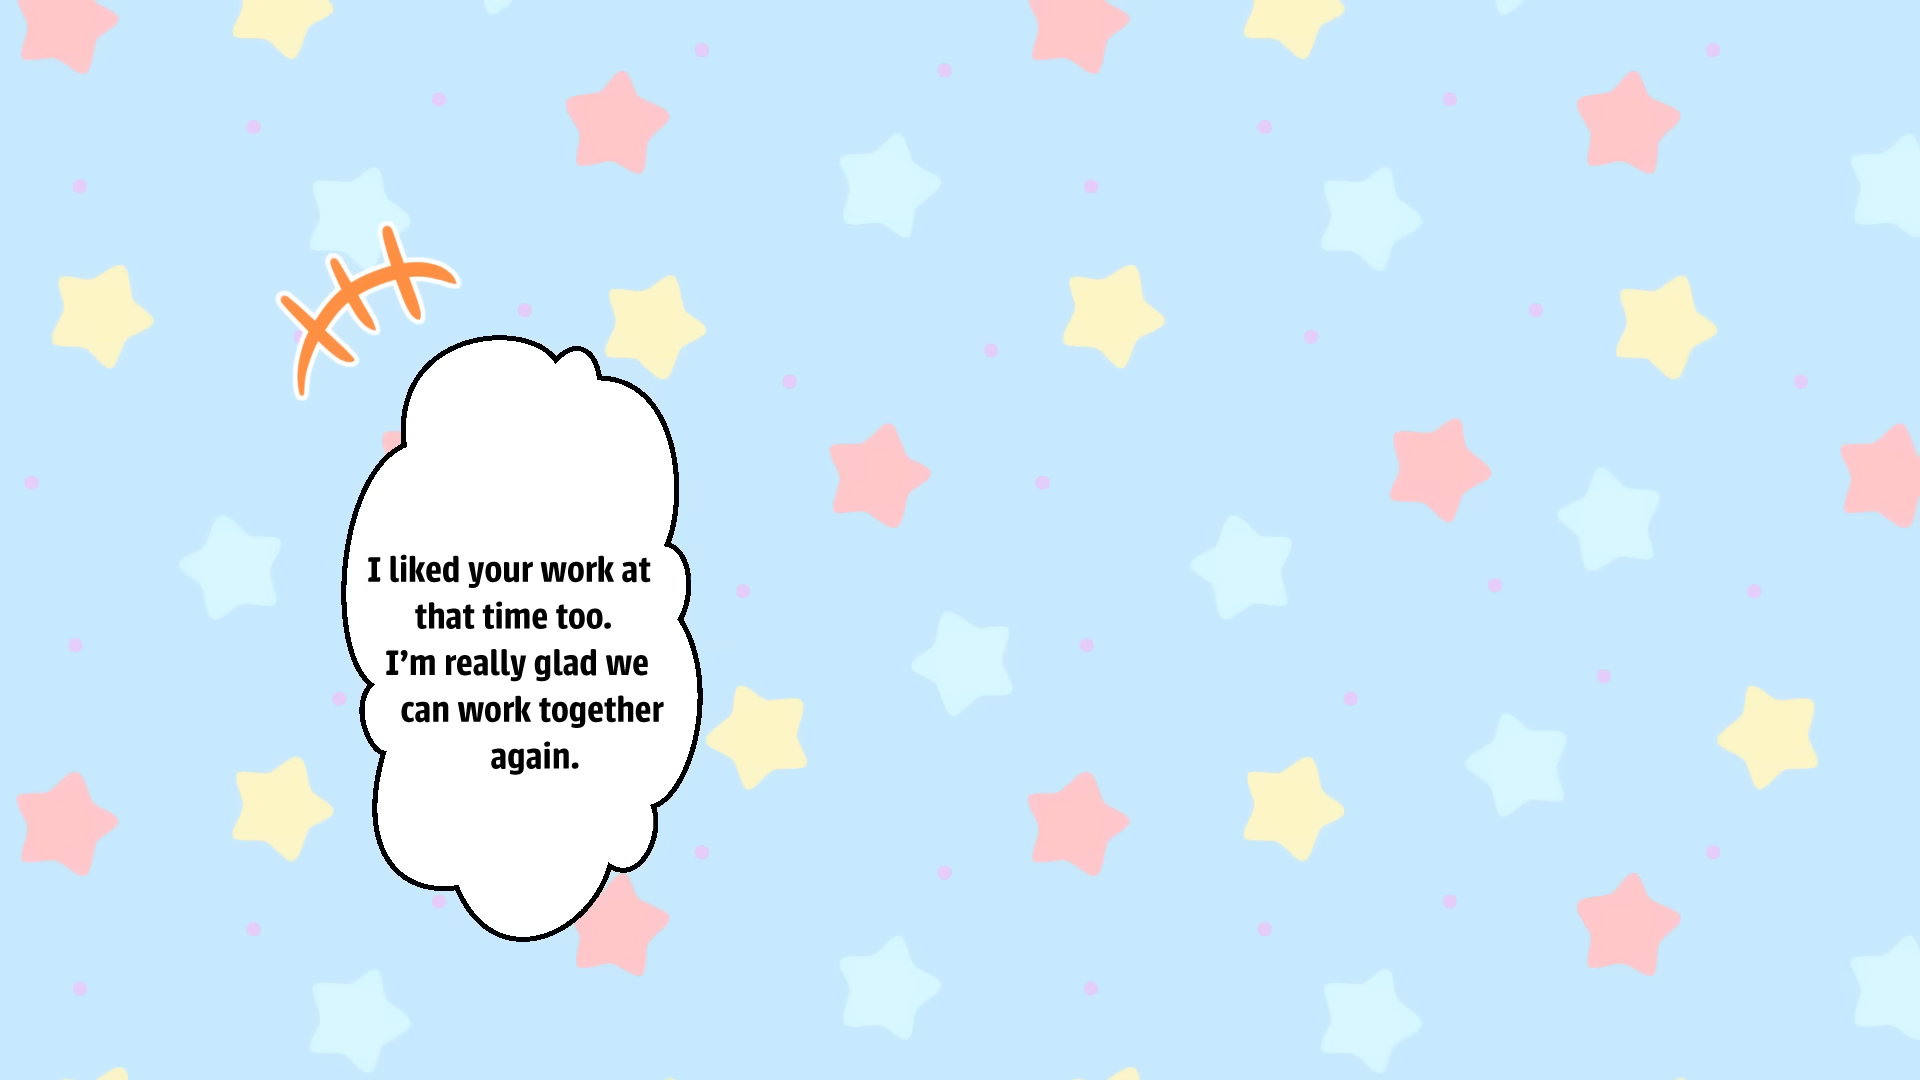 I liked your work at
that time too.
I’m really glad we
can work together
again.